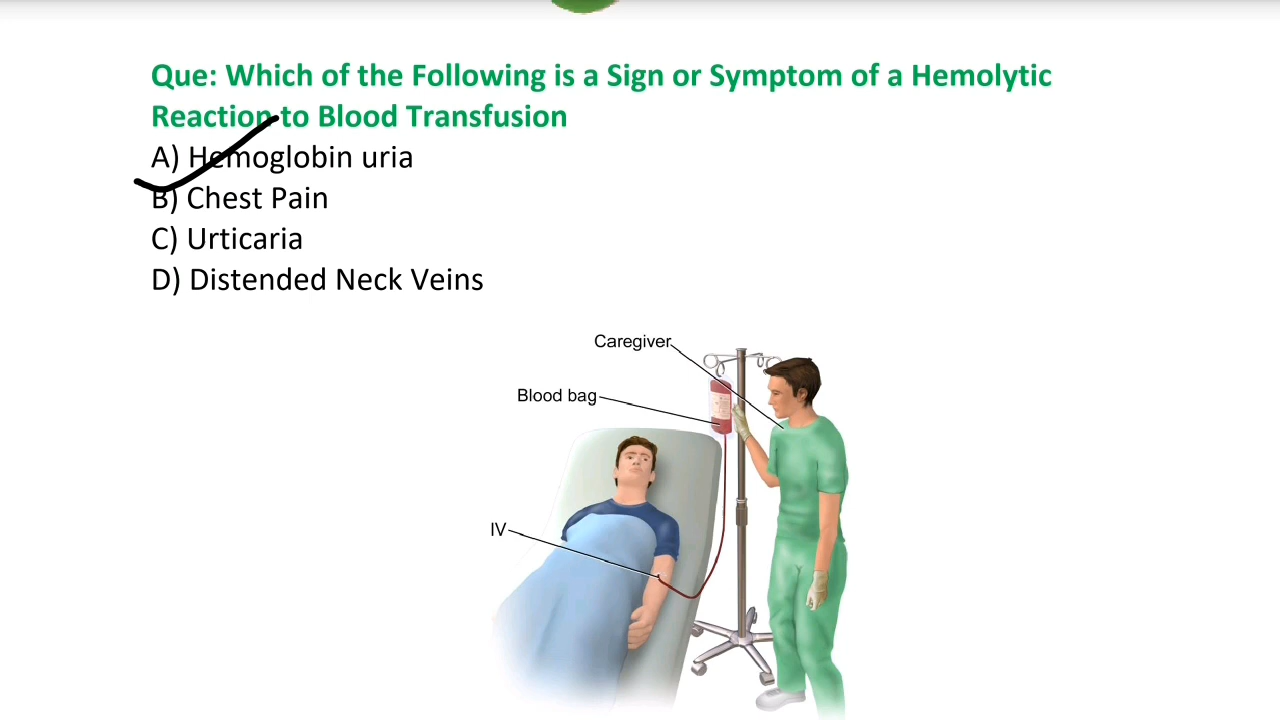 Que: Which of the Following is a Sign or Symptom of a Hemolytic
Reaction to Blood Transfusion
A) Hemoglobin uria
B) Chest Pain
C) Urticaria
D) Distended Neck Veins
Caregiver
Blood bag
IV